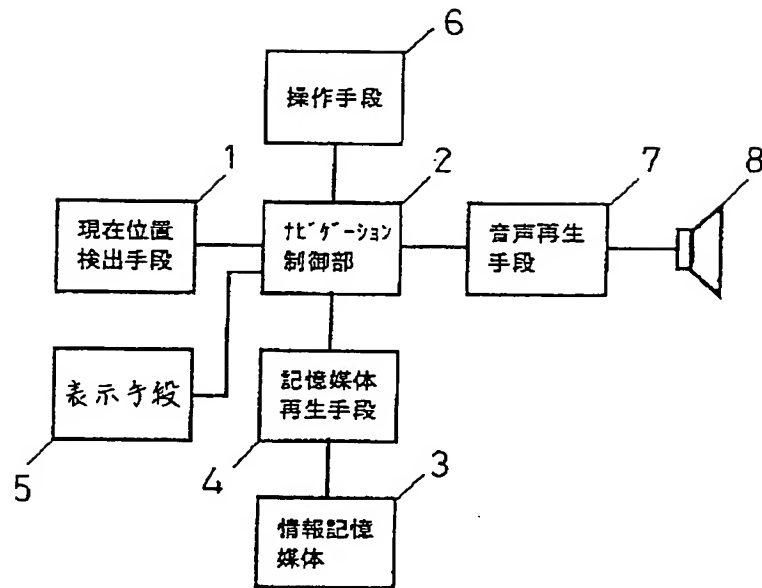 6
操作手段
1
2
7
8
現在位置
検出手段
ナビゲーション
制御部
音声再生
手段
表示手段
記憶媒体
再生手段
5
4
3
情報記憶
媒体